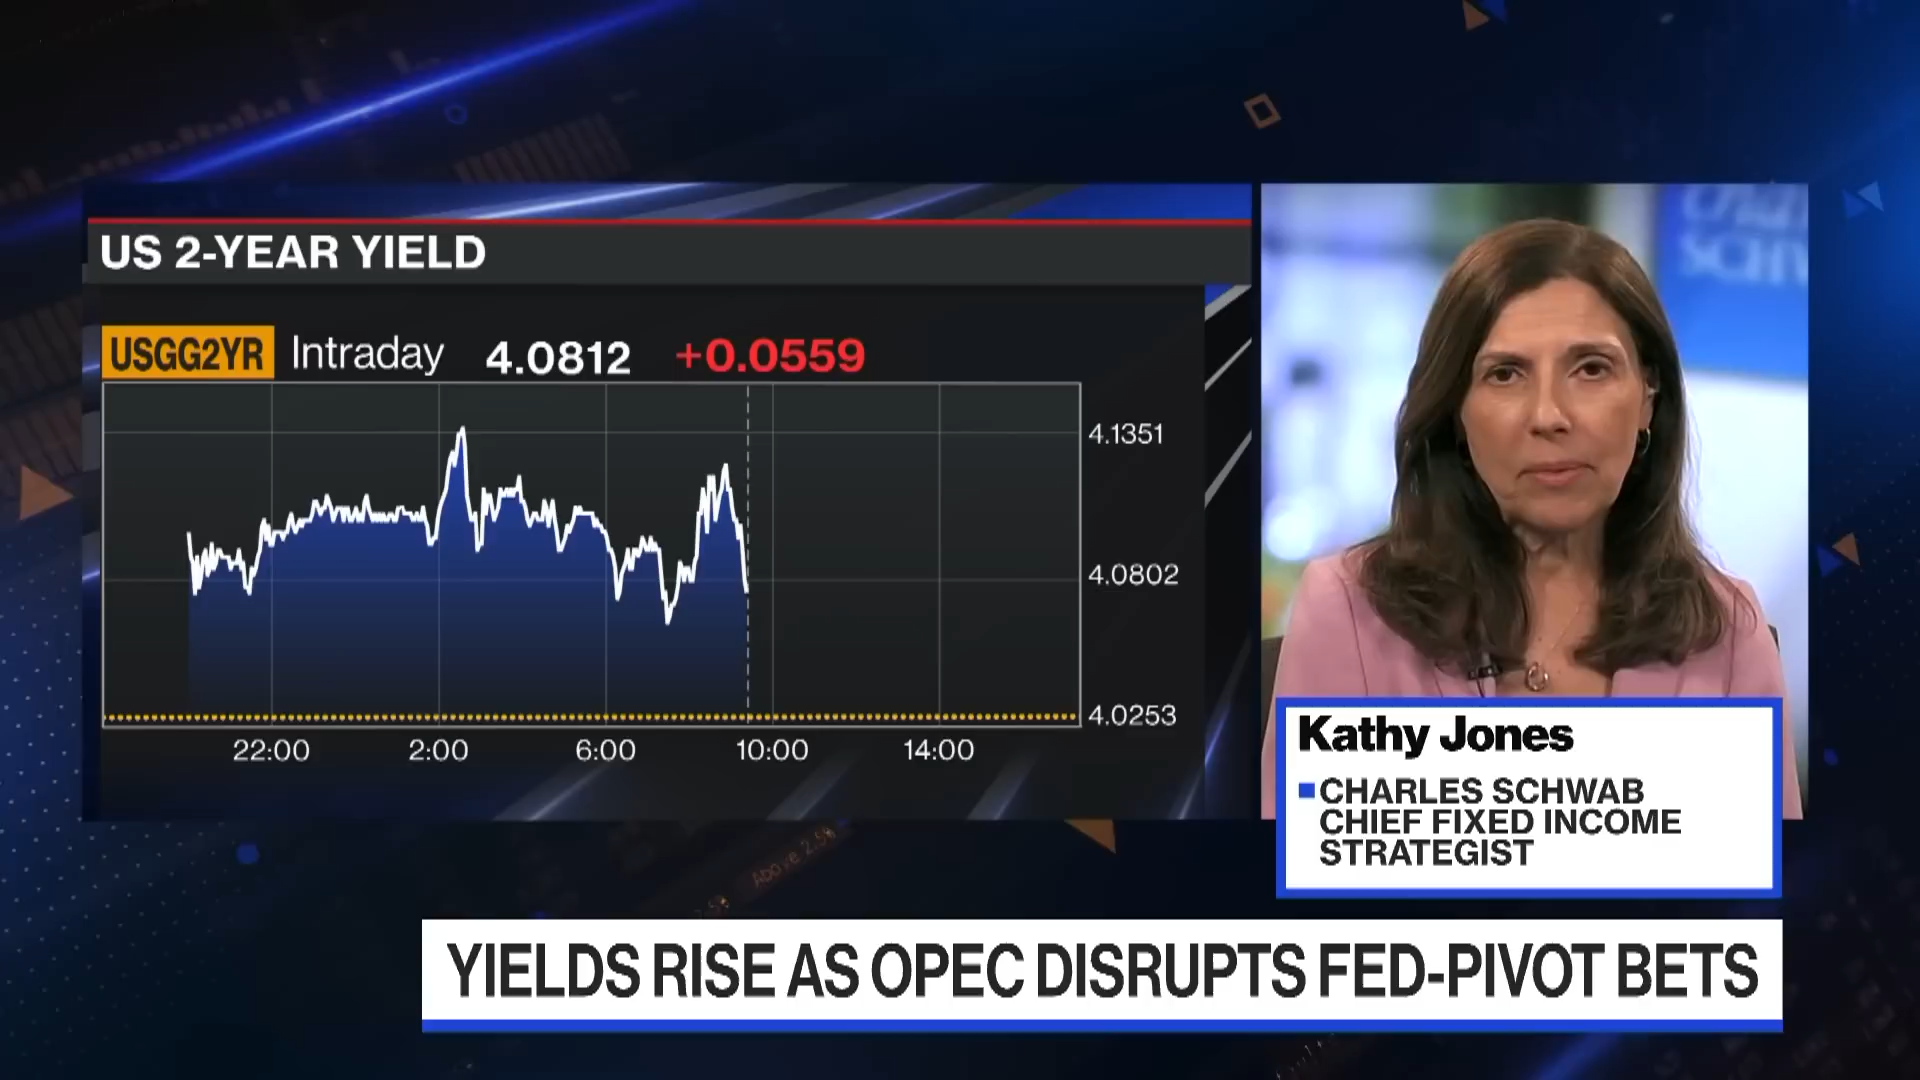 US 2-YEAR YIELD
USGG2YR Intraday 4.0812 +0.0559
4.1351
4.0802
4.0253
22:00 2:00 6:00 10:00 14:00
SCHW
Kathy Jones
CHARLES SCHWAB
CHIEF FIXED INCOME
STRATEGIST
YIELDS RISE AS OPEC DISRUPTS FED-PIVOT BETS